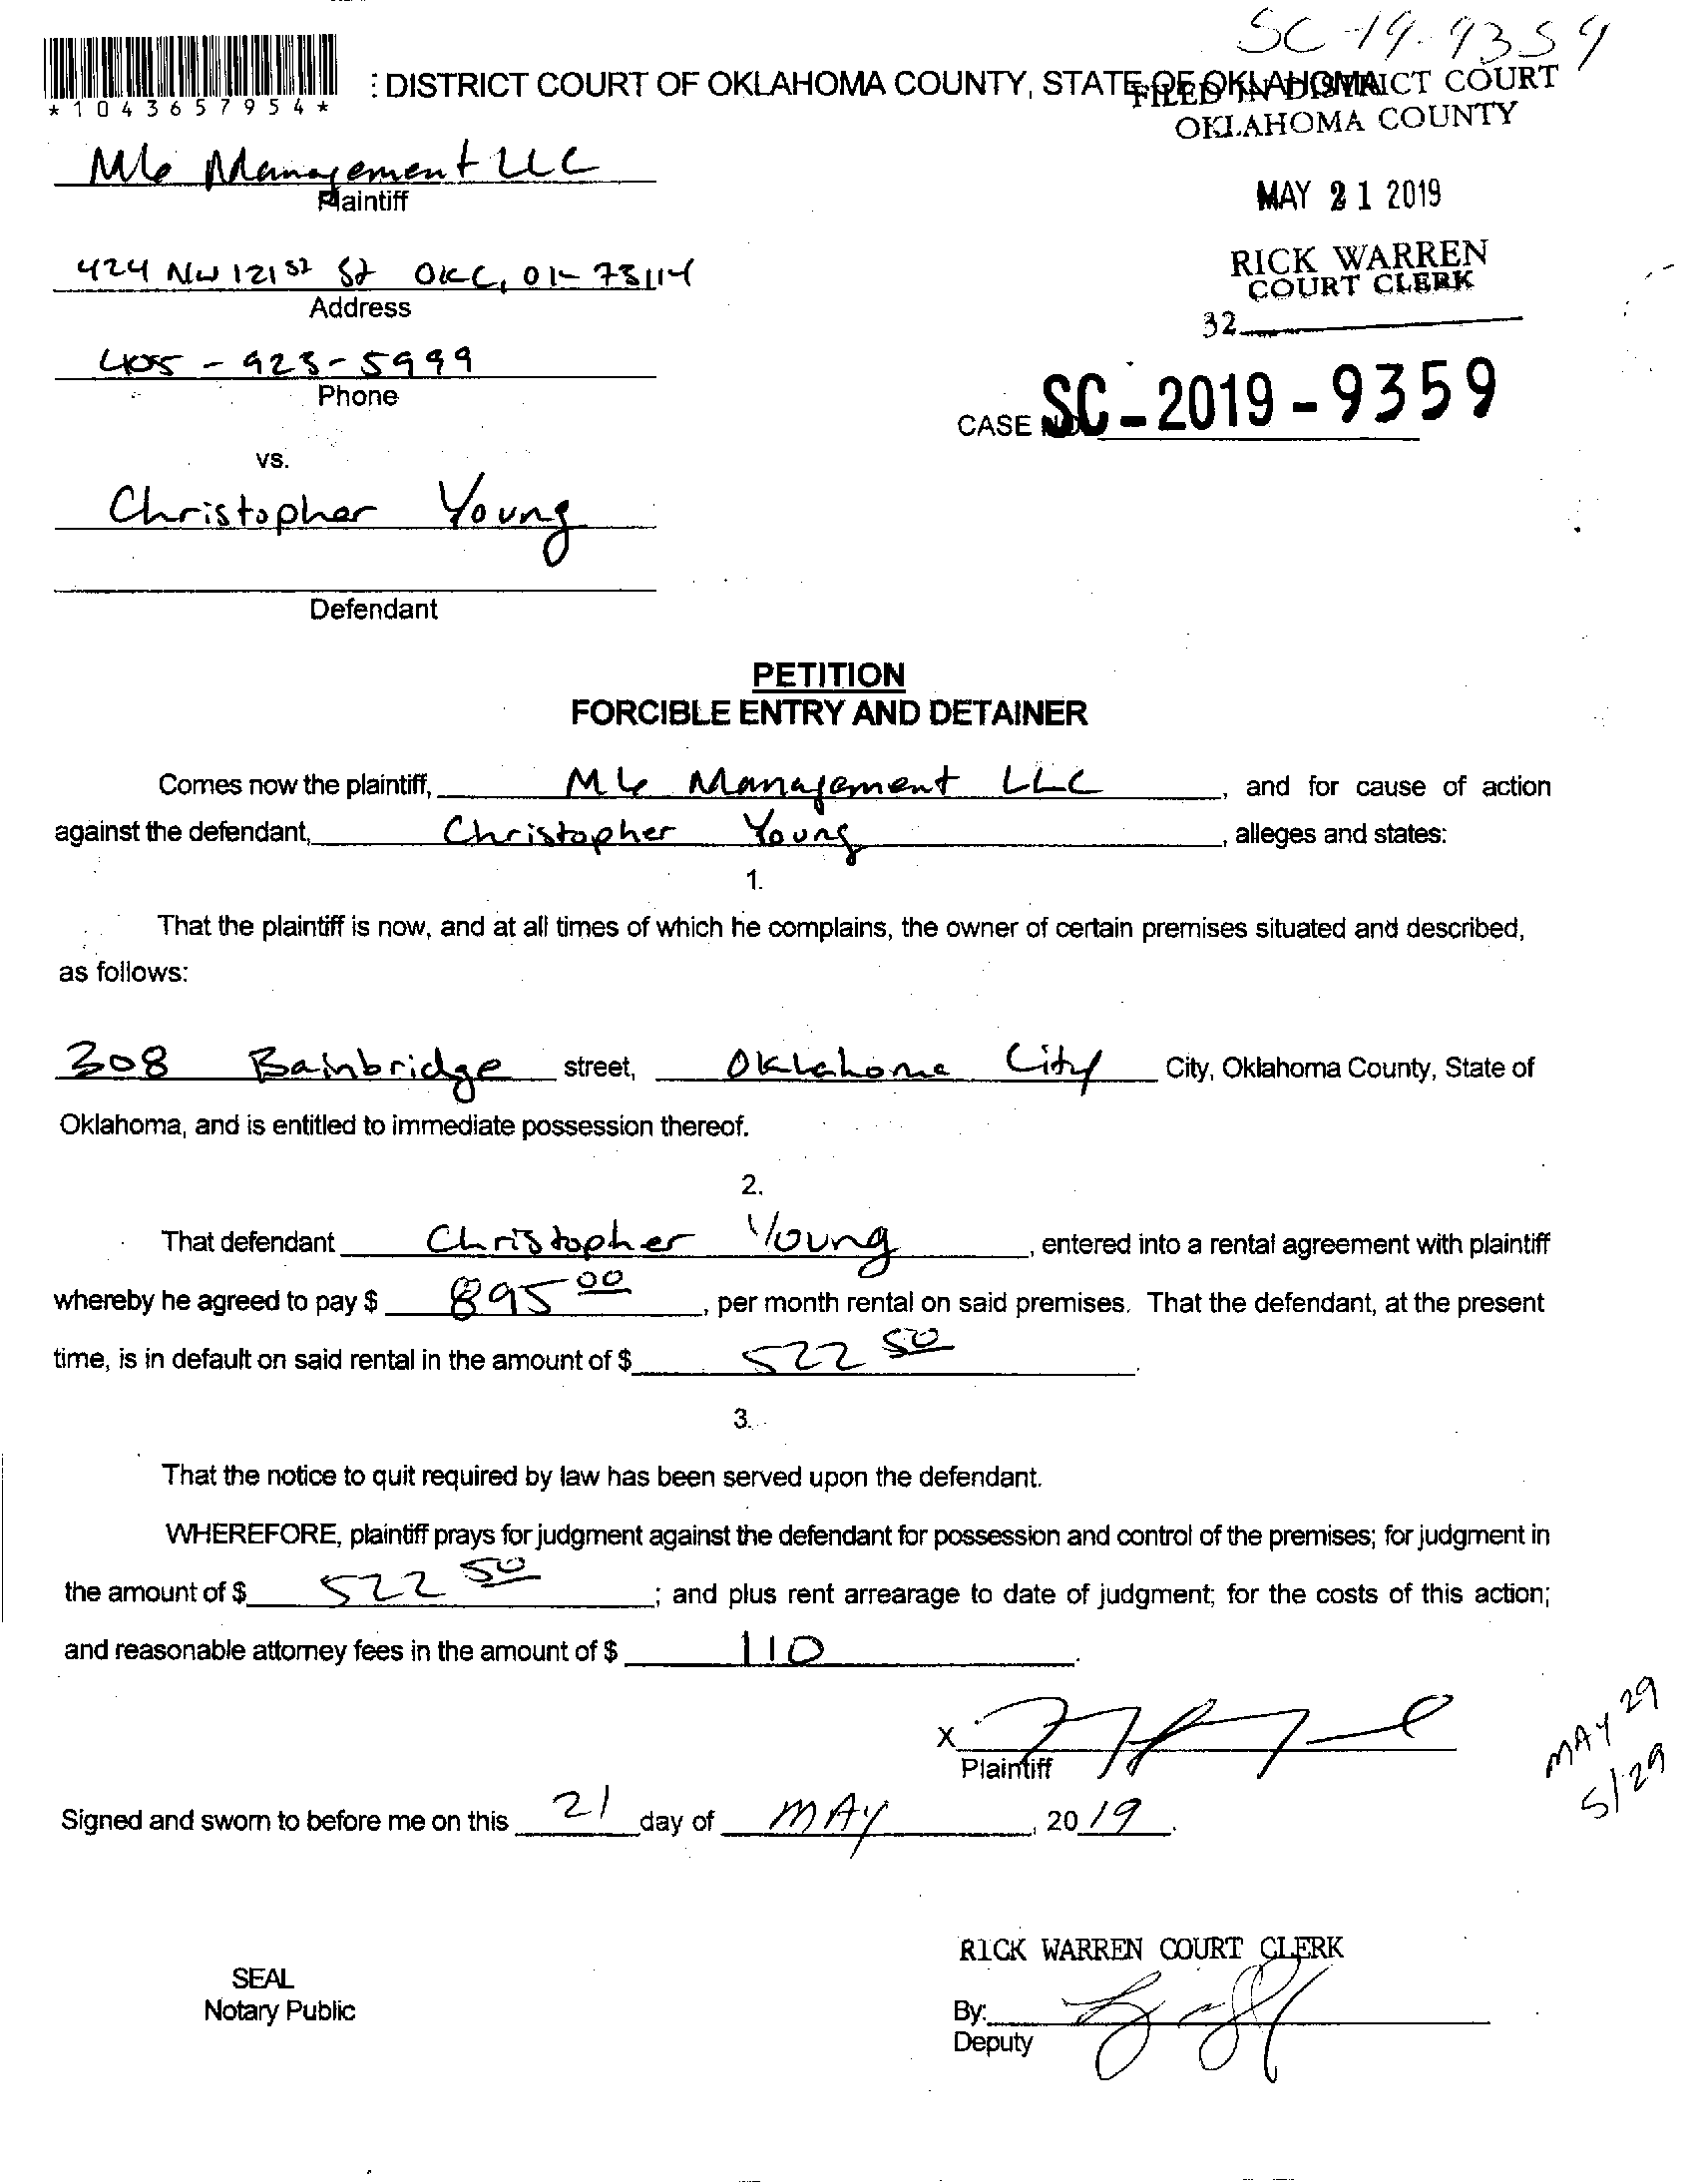 SC-19-9359
*1043657954*
: DISTRICT COURT OF OKLAHOMA COUNTY, STATE OF OKLAHOMA
FILED IN DISTRICT COURT
OKLAHOMA COUNTY
Mle Management LLC
Plaintiff
MAY 21 2019
424 NW 121st St OKC, OK 73114
Address
RICK WARREN
COURT CLERK
32
405-923-5999
Phone
CASE NO. SC-2019-9359
vs.
Christopher Young
Defendant
PETITION
FORCIBLE ENTRY AND DETAINER
Comes now the plaintiff, Mle Management LLC, and for cause of action
against the defendant, Christopher Young, alleges and states:
1.
That the plaintiff is now, and at all times of which he complains, the owner of certain premises situated and described,
as follows:
308 Bainbridge street, Oklahoma City City, Oklahoma County, State of
Oklahoma, and is entitled to immediate possession thereof.
2.
That defendant Christopher Young, entered into a rental agreement with plaintiff
whereby he agreed to pay $ 895 00, per month rental on said premises. That the defendant, at the present
time, is in default on said rental in the amount of $ 522 50.
3.
That the notice to quit required by law has been served upon the defendant.
WHEREFORE, plaintiff prays for judgment against the defendant for possession and control of the premises; for judgment in
the amount of $ 522 50; and plus rent arrearage to date of judgment; for the costs of this action;
and reasonable attorney fees in the amount of $ 110.
X
Plaintiff
MAY 29
5/29
Signed and sworn to before me on this 21 day of MAY, 2019.
RICK WARREN COURT CLERK
SEAL
Notary Public
By:
Deputy